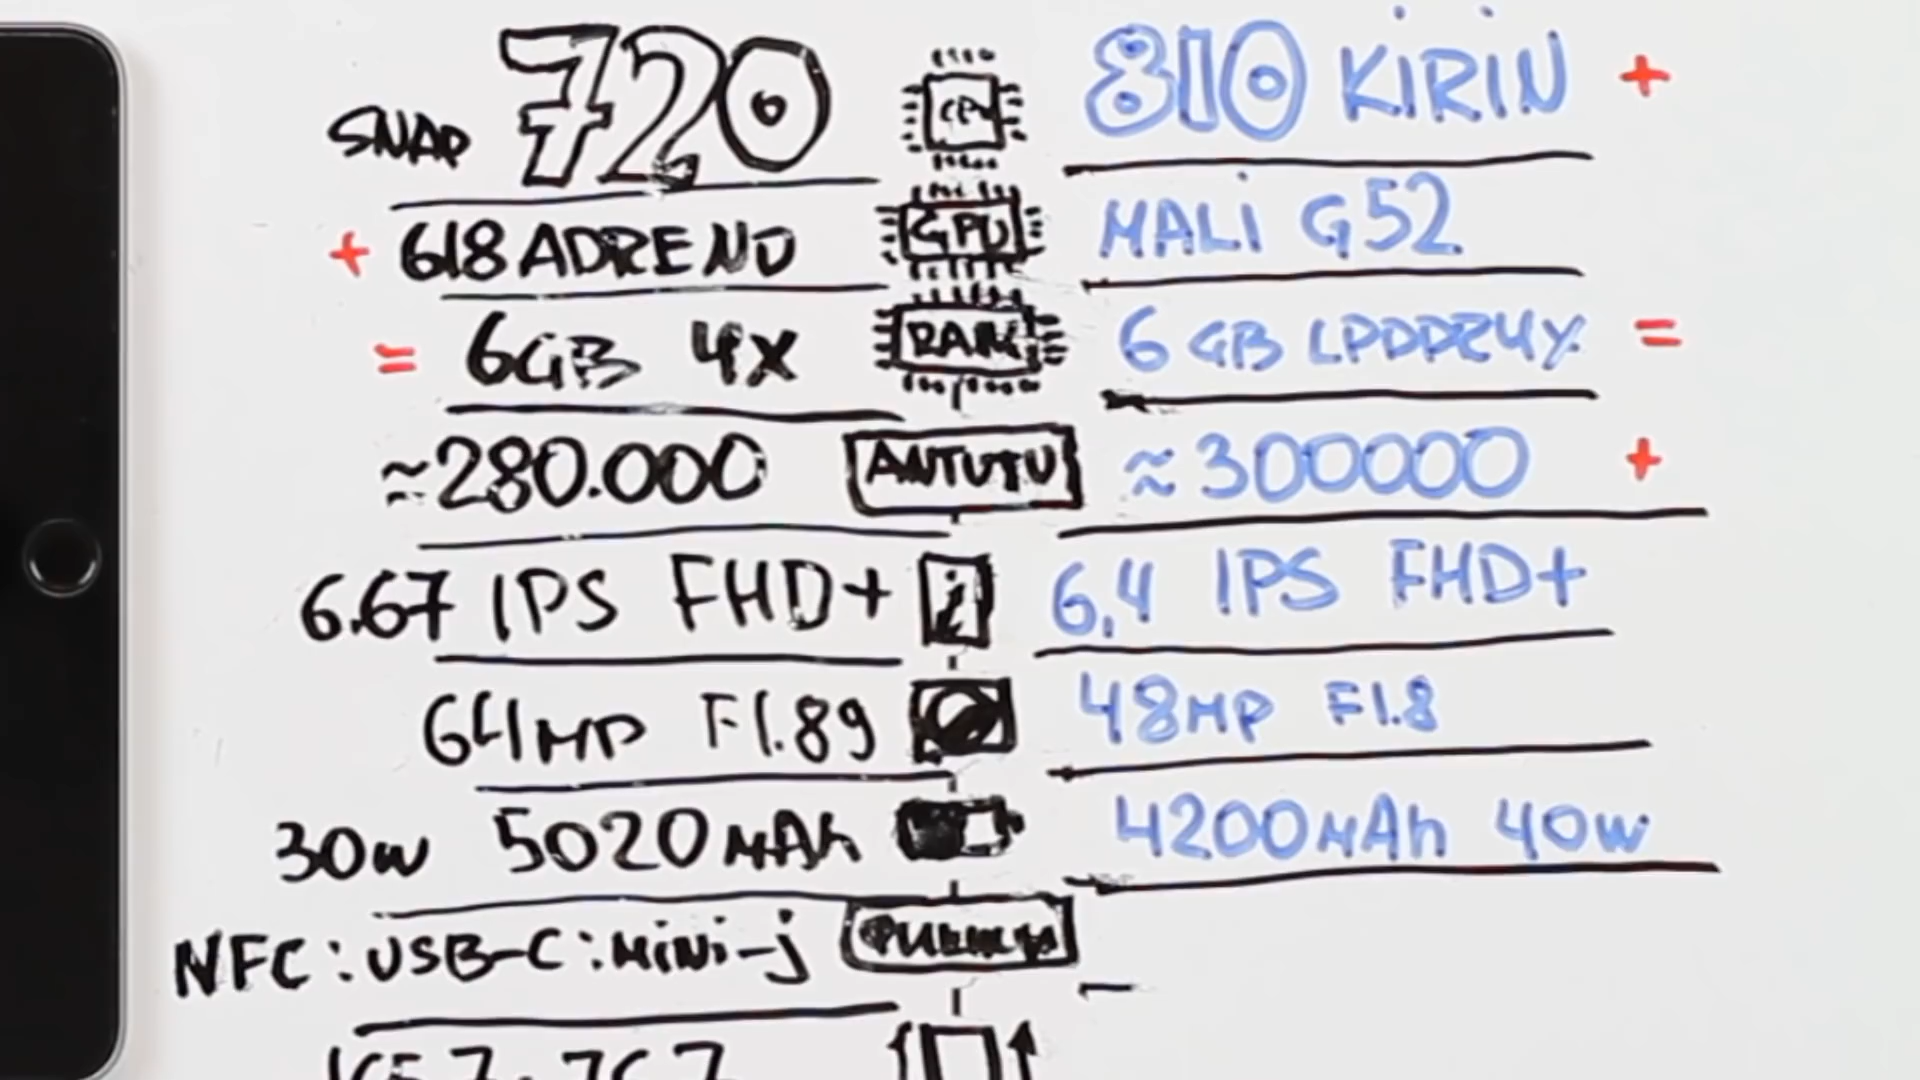 SNAP 720 CPU 810 KIRIN +
+ 618 ADRENO GPU MALI G52
= 6GB 4X RAM 6GB LPDDR4X =
≈280.000 ANTUTU ≈300000 +
6.67 IPS FHD+ 6,4 IPS FHD+
64MP F1.89 48MP F1.8
30W 5020MAh 4200MAh 40W
NFC:USB-C:MiNi-j